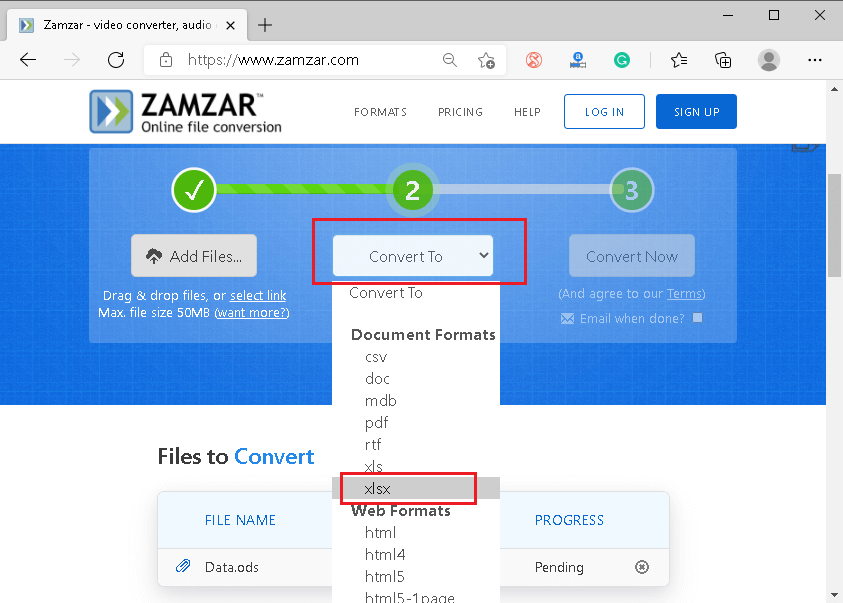 Zamzar - video converter, audio
https://www.zamzar.com
ZAMZAR™
Online file conversion
FORMATS
PRICING
HELP
LOG IN
SIGN UP
2
3
Add Files...
Convert To
Convert Now
Drag & drop files, or select link
Max. file size 50MB (want more?)
(And agree to our Terms)
Email when done?
Convert To
Document Formats
csv
doc
mdb
pdf
rtf
xls
xlsx
Web Formats
html
html4
html5
html5-1page
Files to Convert
FILE NAME
PROGRESS
Data.ods
Pending